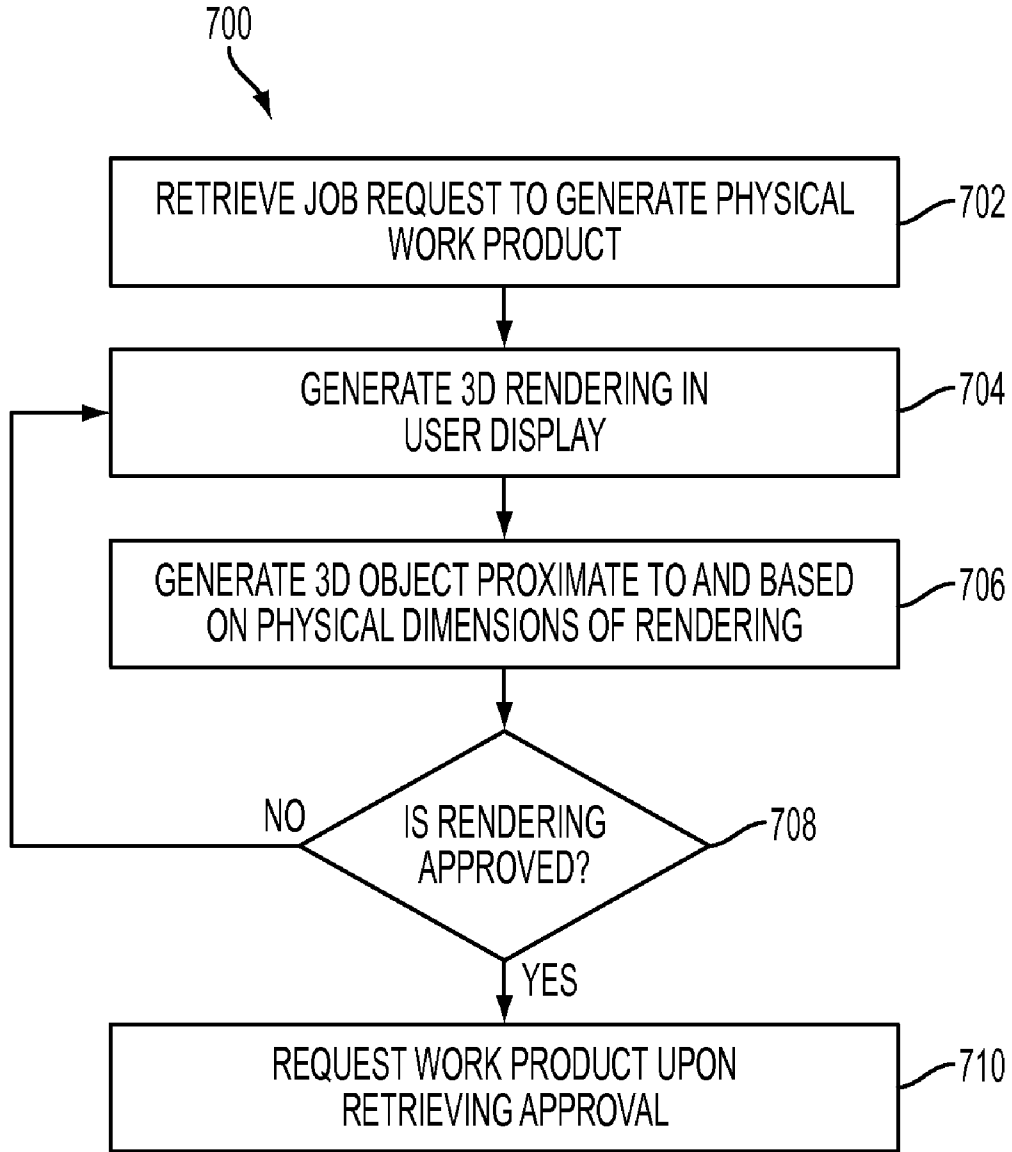 700
RETRIEVE JOB REQUEST TO GENERATE PHYSICAL
WORK PRODUCT
702
GENERATE 3D RENDERING IN
USER DISPLAY
704
GENERATE 3D OBJECT PROXIMATE TO AND BASED
ON PHYSICAL DIMENSIONS OF RENDERING
706
NO
IS RENDERING
APPROVED?
708
YES
REQUEST WORK PRODUCT UPON
RETRIEVING APPROVAL
710